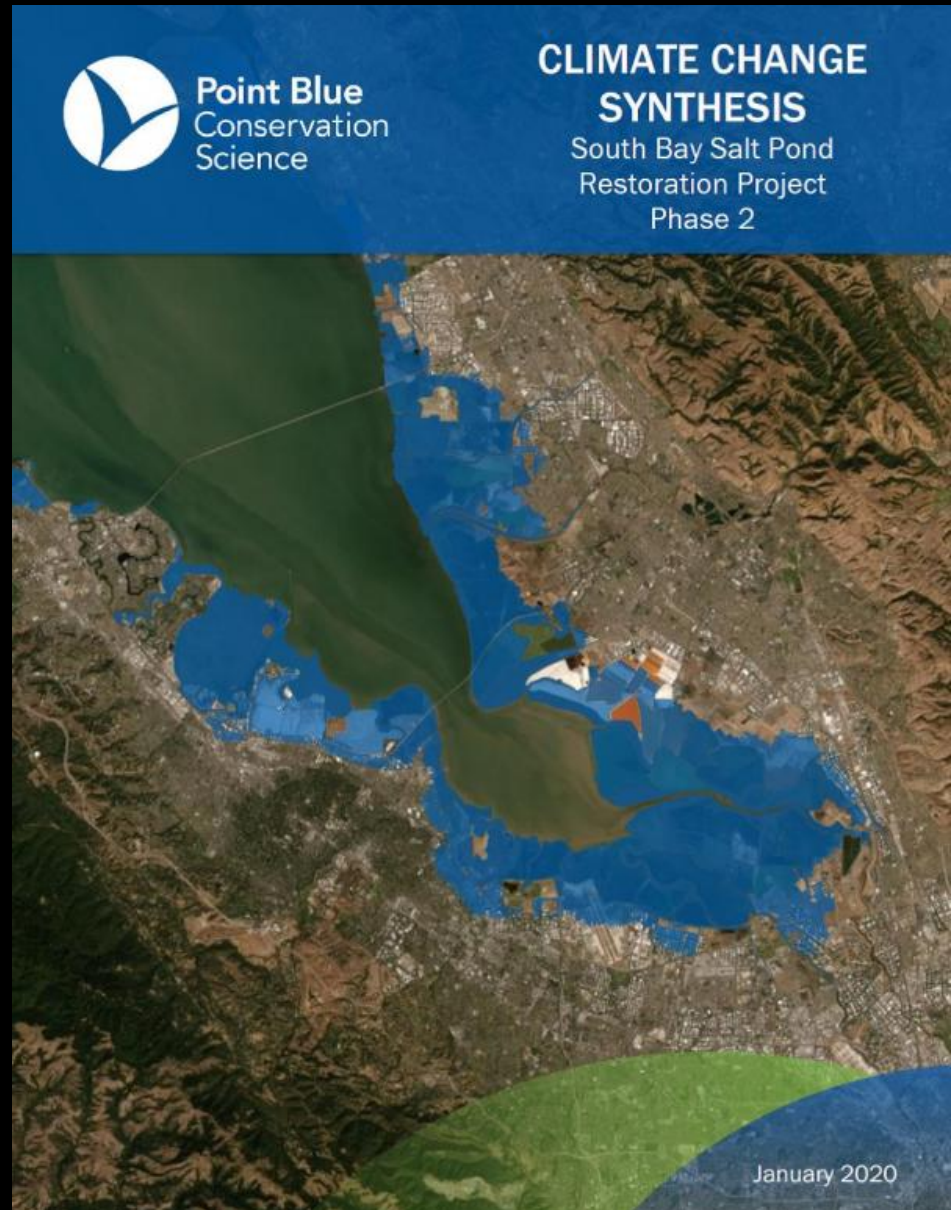 Point Blue
Conservation
Science
CLIMATE CHANGE
SYNTHESIS
South Bay Salt Pond
Restoration Project
Phase 2
January 2020